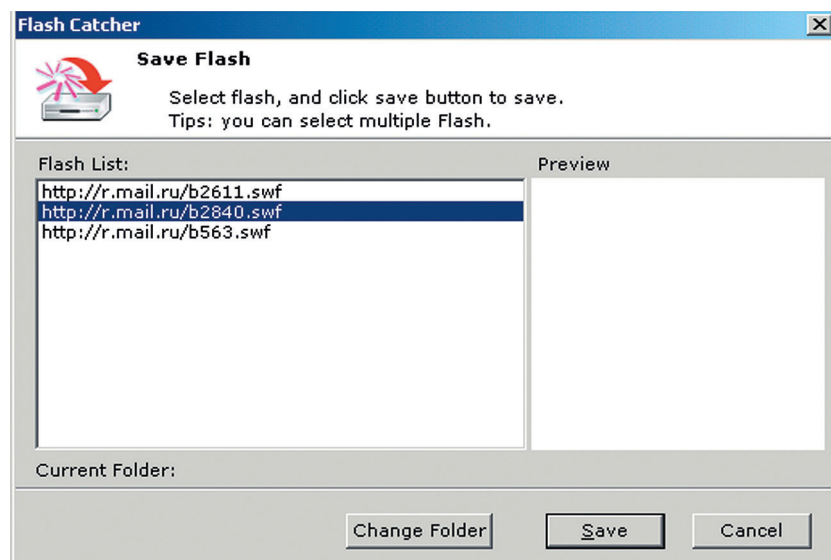 Flash Catcher
Save Flash
Select flash, and click save button to save.
Tips: you can select multiple Flash.
Flash List:
Preview
http://r.mail.ru/b2611.swf
http://r.mail.ru/b2840.swf
http://r.mail.ru/b563.swf
Current Folder:
Change Folder
Save
Cancel